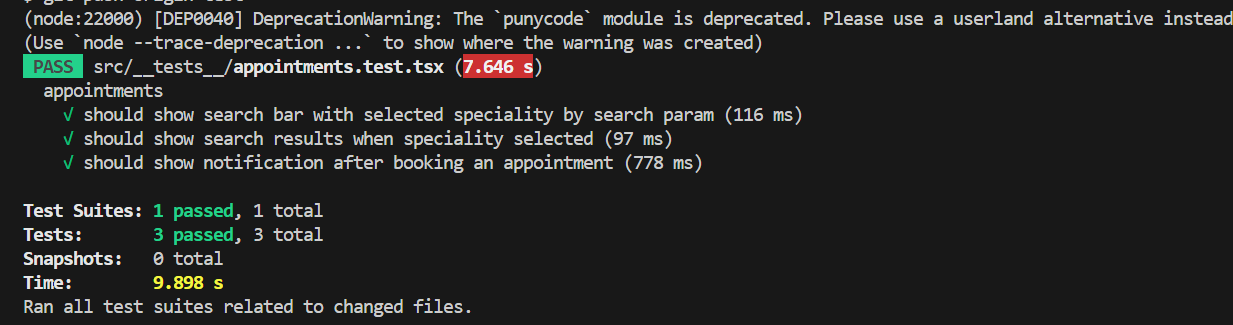 (node:22000) [DEP0040] DeprecationWarning: The `punycode` module is deprecated. Please use a userland alternative instead
(Use `node --trace-deprecation ...` to show where the warning was created)
PASS src/__tests__/appointments.test.tsx (7.646 s)
appointments
√ should show search bar with selected speciality by search param (116 ms)
√ should show search results when speciality selected (97 ms)
√ should show notification after booking an appointment (778 ms)
Test Suites: 1 passed, 1 total
Tests: 3 passed, 3 total
Snapshots: 0 total
Time: 9.898 s
Ran all test suites related to changed files.